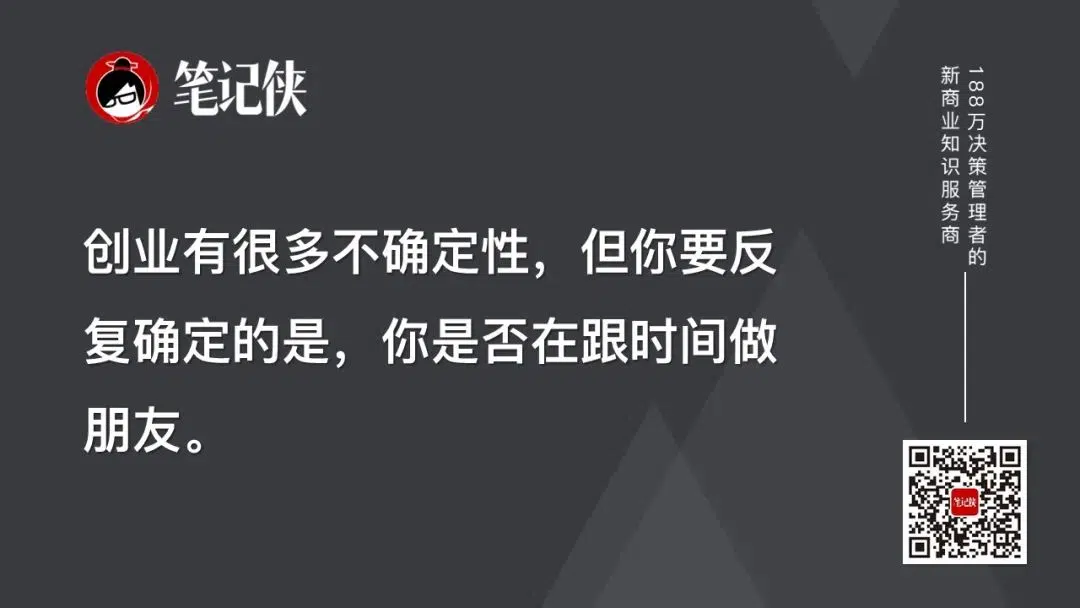 笔记侠
创业有很多不确定性，但你要反
复确定的是，你是否在跟时间做
朋友。
188万决策管理者的
新商业知识服务商
笔记侠